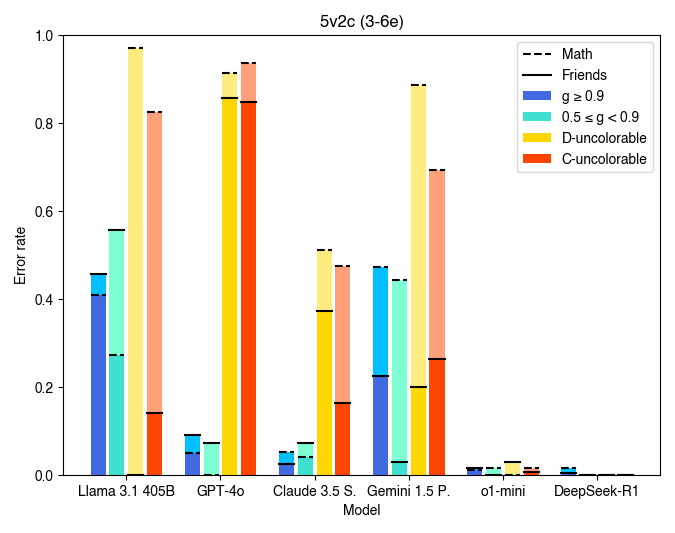 5v2c (3-6e)
Math
Friends
g ≥ 0.9
0.5 ≤ g < 0.9
D-uncolorable
C-uncolorable
Error rate
1.0
0.8
0.6
0.4
0.2
0.0
Llama 3.1 405B
GPT-4o
Claude 3.5 S.
Gemini 1.5 P.
o1-mini
DeepSeek-R1
Model